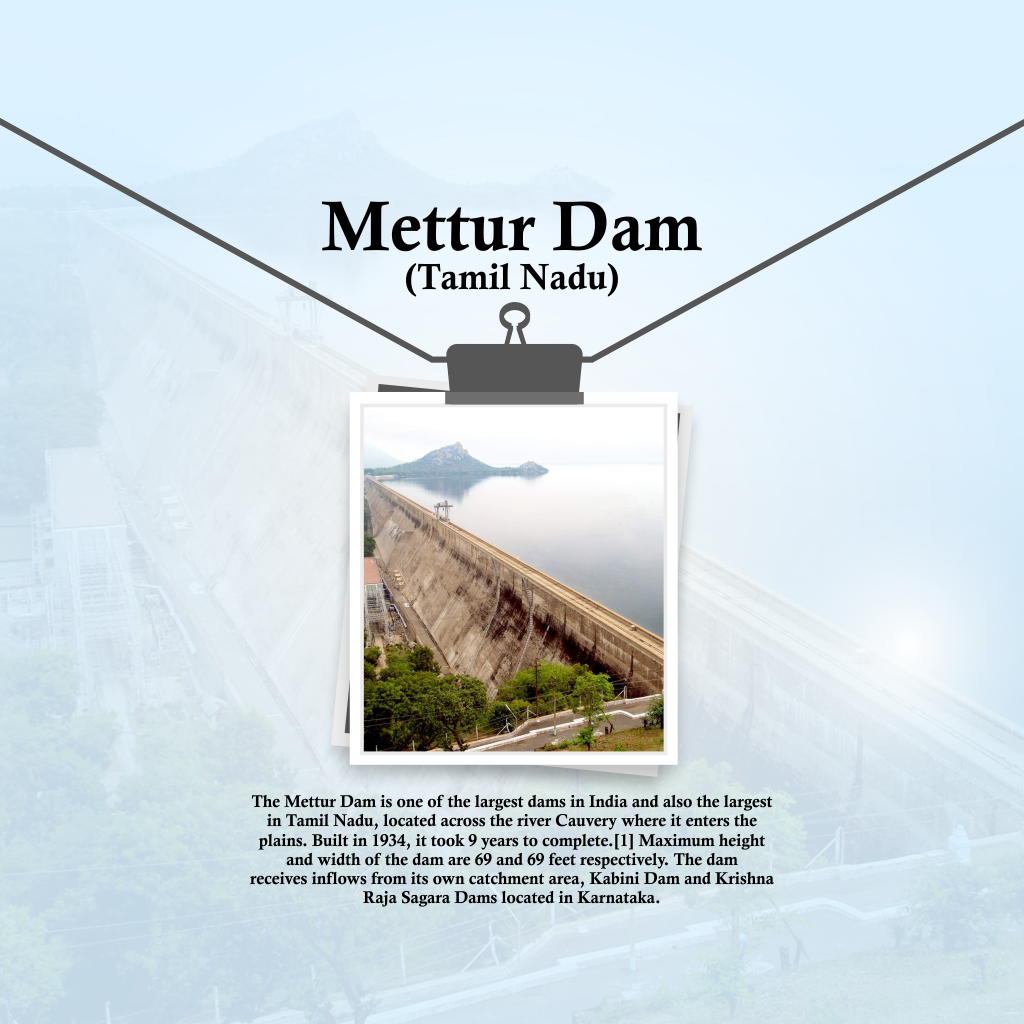 Mettur Dam
(Tamil Nadu)
The Mettur Dam is one of the largest dams in India and also the largest
in Tamil Nadu, located across the river Cauvery where it enters the
plains. Built in 1934, it took 9 years to complete.[1] Maximum height
and width of the dam are 69 and 69 feet respectively. The dam
receives inflows from its own catchment area, Kabini Dam and Krishna
Raja Sagara Dams located in Karnataka.